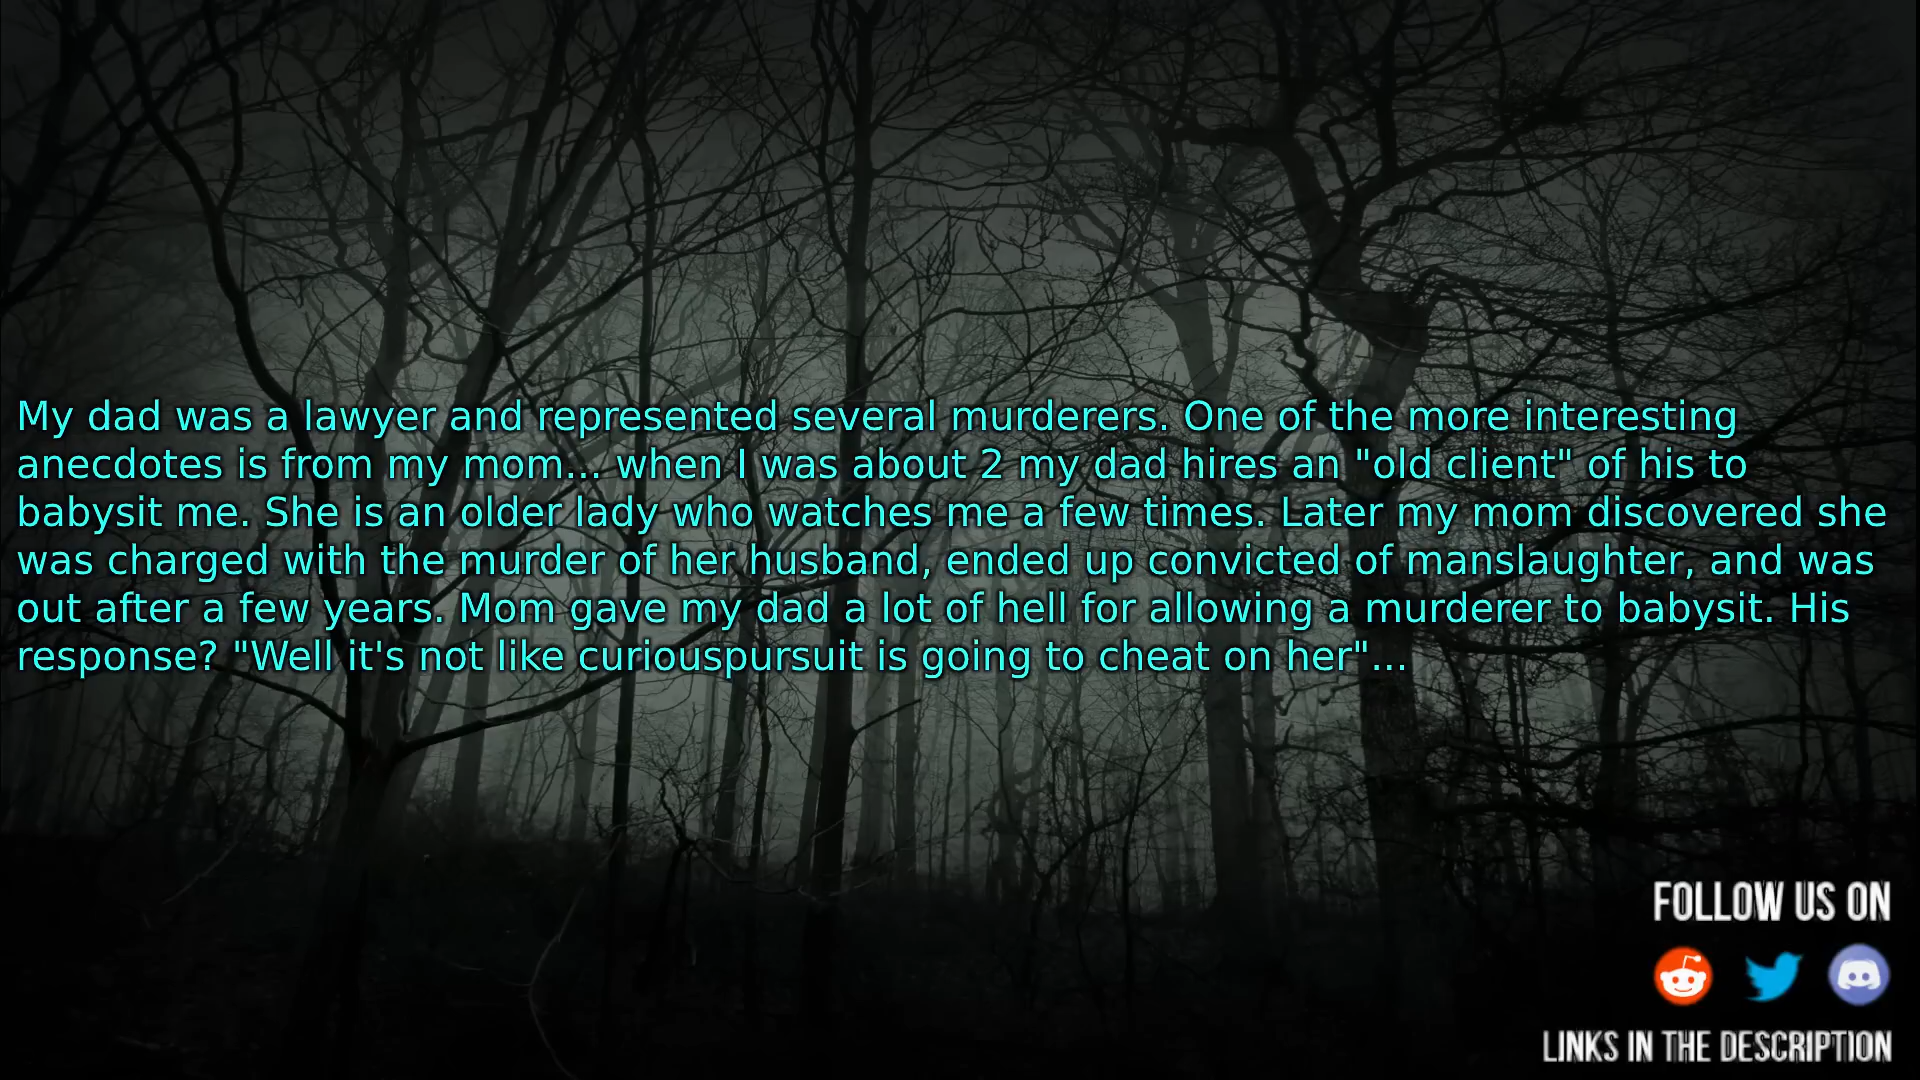 My dad was a lawyer and represented several murderers. One of the more interesting
anecdotes is from my mom... when I was about 2 my dad hires an "old client" of his to
babysit me. She is an older lady who watches me a few times. Later my mom discovered she
was charged with the murder of her husband, ended up convicted of manslaughter, and was
out after a few years. Mom gave my dad a lot of hell for allowing a murderer to babysit. His
response? "Well it's not like curiouspursuit is going to cheat on her"...
FOLLOW US ON
LINKS IN THE DESCRIPTION